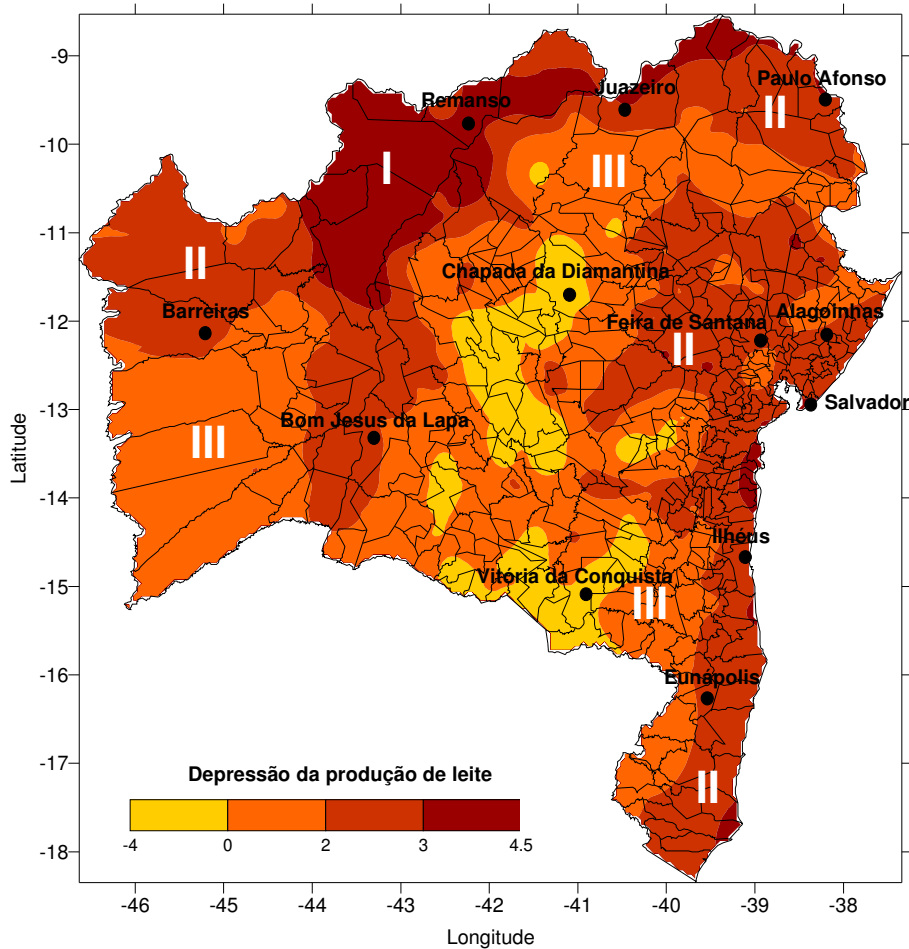 -9
-10
-11
-12
-13
-14
-15
-16
-17
-18
Latitude
Paulo Afonso
Juazeiro
Remanso
II
I
III
II
Chapada da Diamantina
Barreiras
Feira de Santana
Alagoinhas
II
Salvador
Bom Jesus da Lapa
III
Ilhéus
Vitória da Conquista
III
Eunápolis
II
Depressão da produção de leite
-4 0 2 3 4.5
-46 -45 -44 -43 -42 -41 -40 -39 -38
Longitude